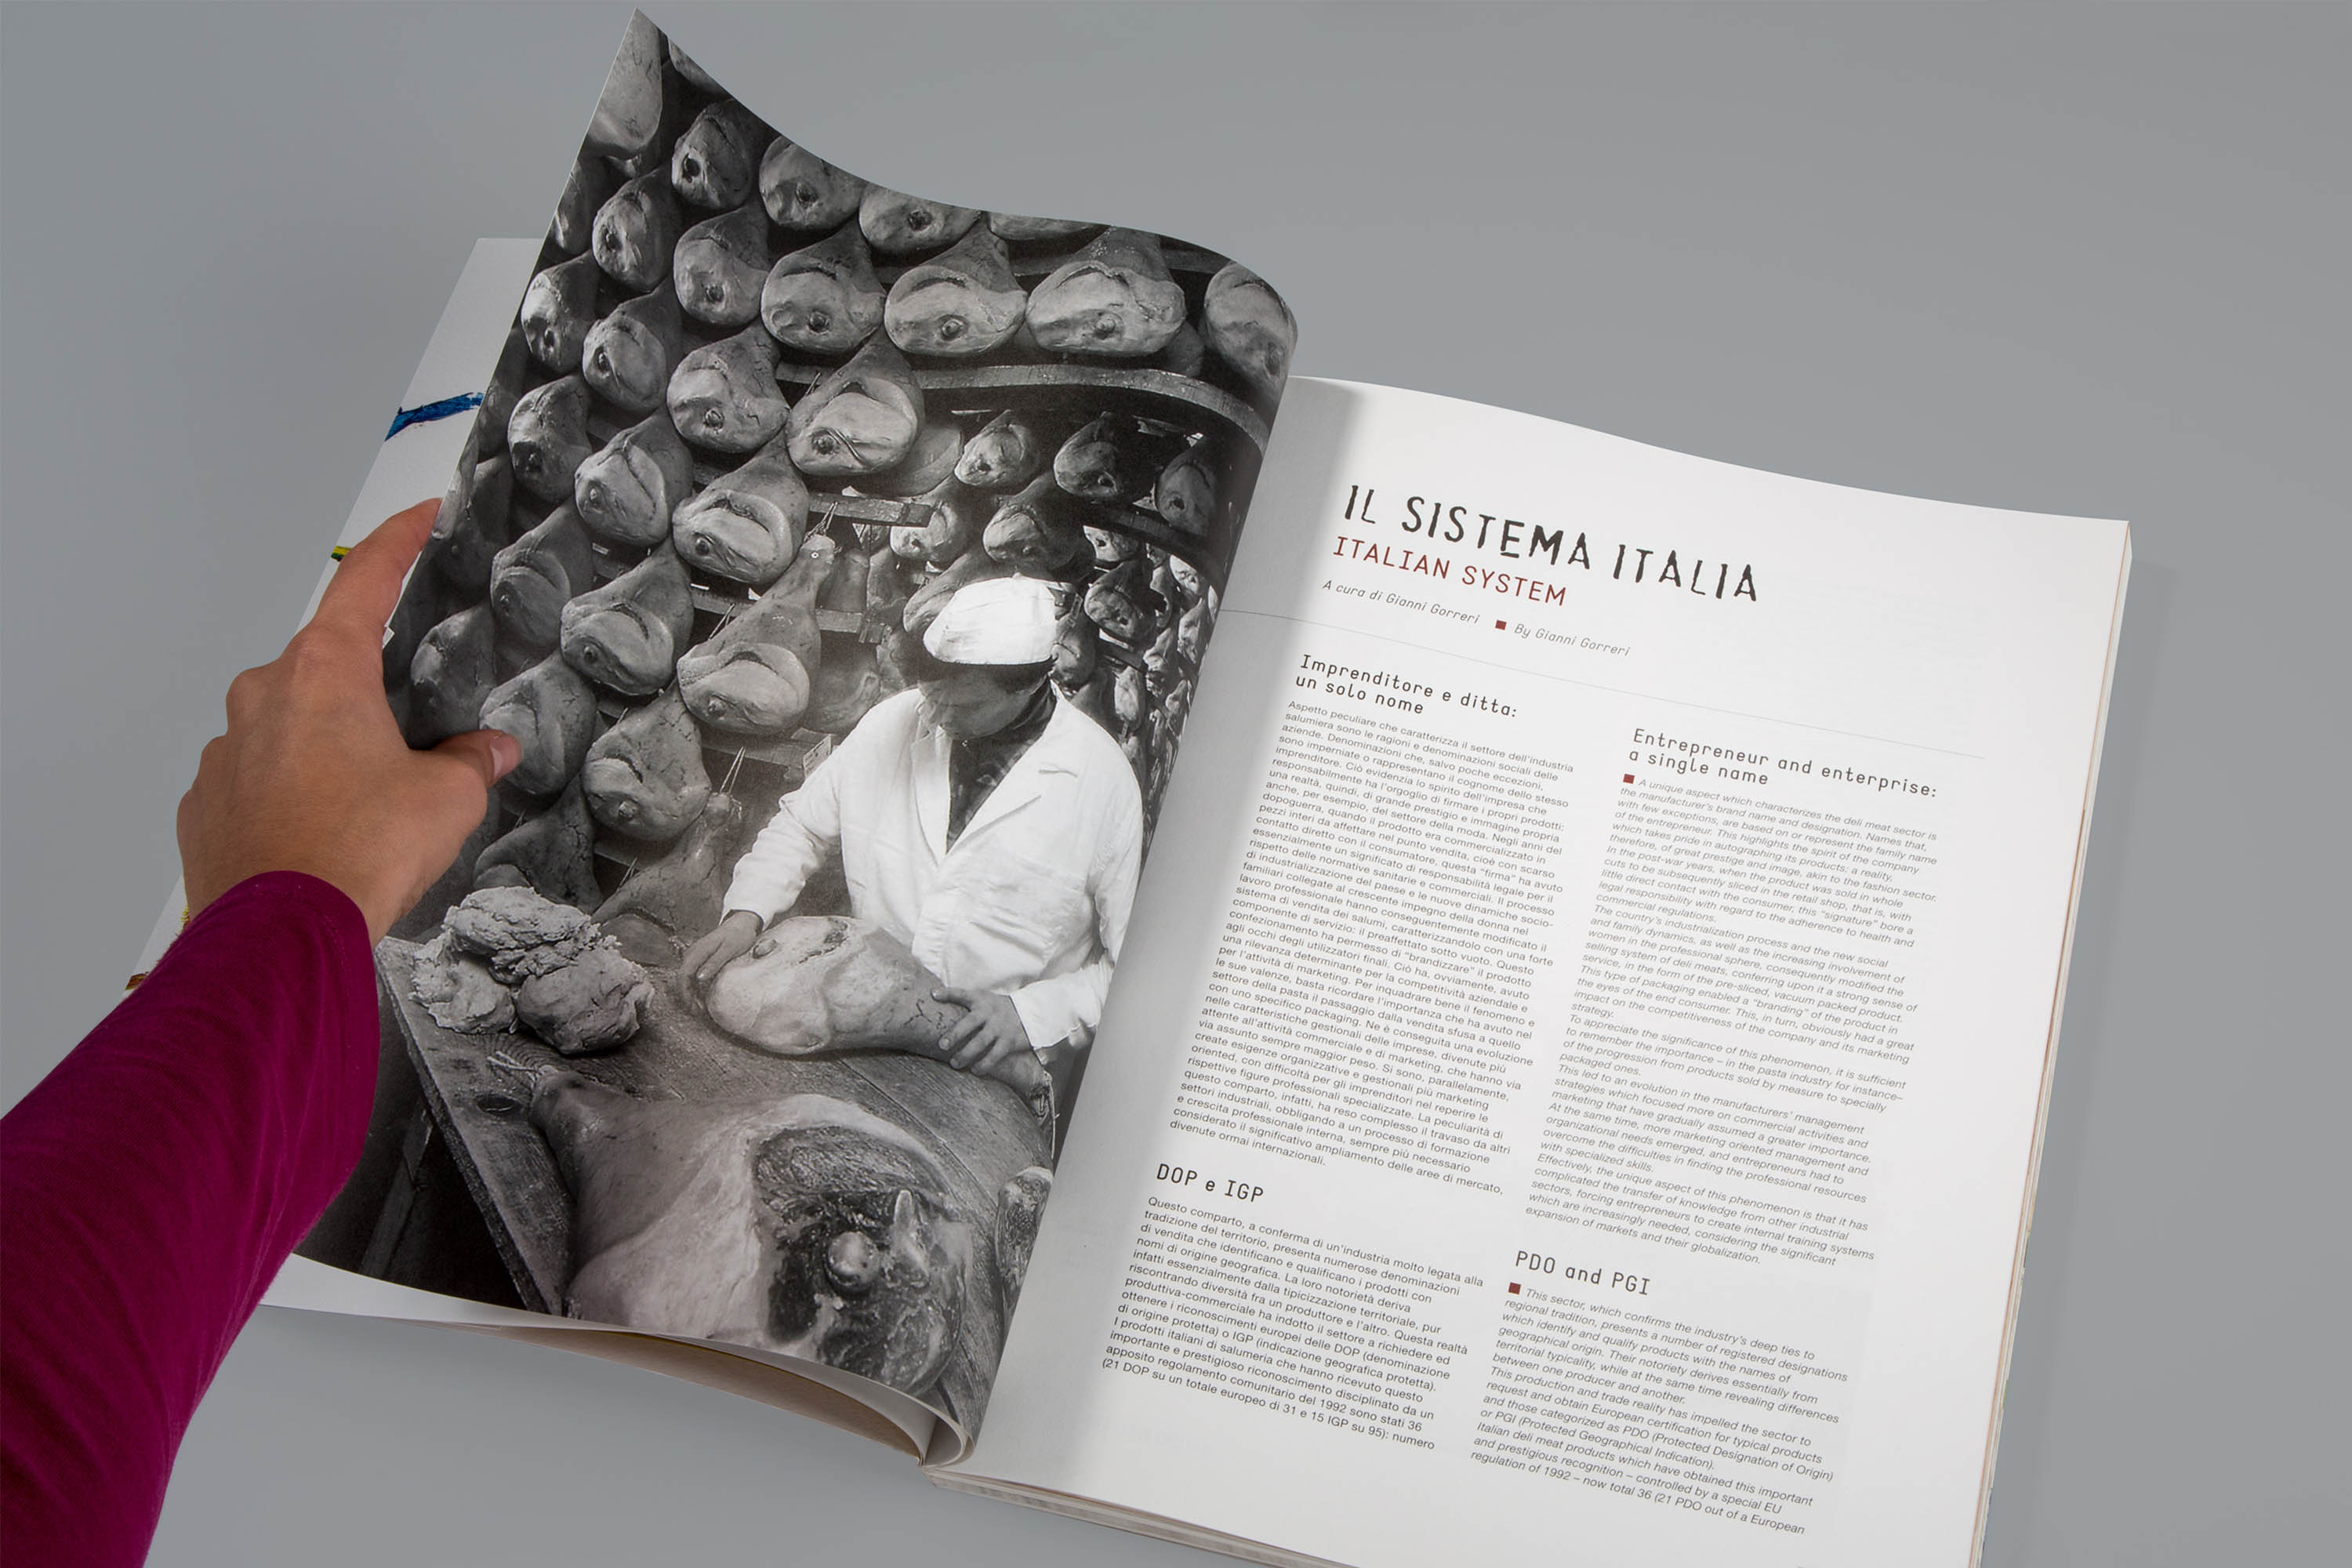 IL SISTEMA ITALIA
ITALIAN SYSTEM
A cura di Gianni Gorreri ■ By Gianni Gorreri
Imprenditore e ditta:
un solo nome
Aspetto peculiare che caratterizza il settore dell'industria
salumiera sono le ragioni e denominazioni sociali delle
aziende. Denominazioni che, salvo poche eccezioni,
sono imperniate o rappresentano il cognome dello stesso
imprenditore. Ciò evidenzia lo spirito dell'impresa che
responsabilmente ha l'orgoglio di firmare i propri prodotti:
una realtà, quindi, di grande prestigio e immagine propria
anche, per esempio, del settore della moda. Negli anni del
dopoguerra, quando il prodotto era commercializzato in
pezzi interi da affettare nel punto vendita, cioè con scarso
contatto diretto con il consumatore, questa "firma" ha avuto
essenzialmente un significato di responsabilità legale per il
rispetto delle normative sanitarie e commerciali. Il processo
di industrializzazione del paese e le nuove dinamiche socio-
familiari collegate al crescente impegno della donna nel
lavoro professionale hanno conseguentemente modificato il
sistema di vendita dei salumi, caratterizzandolo con una forte
componente di servizio: il preaffettato sotto vuoto. Questo
confezionamento ha permesso di "brandizzare" il prodotto
agli occhi degli utilizzatori finali. Ciò ha, ovviamente, avuto
una rilevanza determinante per la competitività aziendale e
per l'attività di marketing. Per inquadrare bene il fenomeno e
le sue valenze, basta ricordare l'importanza che ha avuto nel
settore della pasta il passaggio dalla vendita sfusa a quello
con uno specifico packaging. Ne è conseguita una evoluzione
nelle caratteristiche gestionali delle imprese, divenute più
attente all'attività commerciale e di marketing, che hanno via
via assunto sempre maggior peso. Si sono, parallelamente,
create esigenze organizzative e gestionali più marketing
oriented, con difficoltà per gli imprenditori nel reperire le
rispettive figure professionali specializzate. La peculiarità di
questo comparto, infatti, ha reso complesso il travaso da altri
settori industriali, obbligando a un processo di formazione
e crescita professionale interna, sempre più necessario
considerato il significativo ampliamento delle aree di mercato,
divenute ormai internazionali.
DOP e IGP
Questo comparto, a conferma di un'industria molto legata alla
tradizione del territorio, presenta numerose denominazioni
di vendita che identificano e qualificano i prodotti con
nomi di origine geografica. La loro notorietà deriva
infatti essenzialmente dalla tipicizzazione territoriale, pur
riscontrando diversità fra un produttore e l'altro. Questa realtà
produttiva-commerciale ha indotto il settore a richiedere ed
ottenere i riconoscimenti europei delle DOP (denominazione
di origine protetta) o IGP (indicazione geografica protetta).
I prodotti italiani di salumeria che hanno ricevuto questo
importante e prestigioso riconoscimento disciplinato da un
apposito regolamento comunitario del 1992 sono stati 36
(21 DOP su un totale europeo di 31 e 15 IGP su 95): numero
Entrepreneur and enterprise:
a single name
■ A unique aspect which characterizes the deli meat sector is
the manufacturer's brand name and designation. Names that,
with few exceptions, are based on or represent the family name
of the entrepreneur. This highlights the spirit of the company
which takes pride in autographing its products; a reality,
therefore, of great prestige and image, akin to the fashion sector.
In the post-war years, when the product was sold in whole
cuts to be subsequently sliced in the retail shop, that is, with
little direct contact with the consumer, this "signature" bore a
legal responsibility with regard to the adherence to health and
commercial regulations.
The country's industrialization process and the new social
and family dynamics, as well as the increasing involvement of
women in the professional sphere, consequently modified the
selling system of deli meats, conferring upon it a strong sense of
service, in the form of the pre-sliced, vacuum packed product.
This type of packaging enabled a "branding" of the product in
the eyes of the end consumer. This, in turn, obviously had a great
impact on the competitiveness of the company and its marketing
strategy.
To appreciate the significance of this phenomenon, it is sufficient
to remember the importance – in the pasta industry for instance–
of the progression from products sold by measure to specially
packaged ones.
This led to an evolution in the manufacturers' management
strategies which focused more on commercial activities and
marketing that have gradually assumed a greater importance.
At the same time, more marketing oriented management and
organizational needs emerged, and entrepreneurs had to
overcome the difficulties in finding the professional resources
with specialized skills.
Effectively, the unique aspect of this phenomenon is that it has
complicated the transfer of knowledge from other industrial
sectors, forcing entrepreneurs to create internal training systems
which are increasingly needed, considering the significant
expansion of markets and their globalization.
PDO and PGI
■ This sector, which confirms the industry's deep ties to
regional tradition, presents a number of registered designations
which identify and qualify products with the names of
geographical origin. Their notoriety derives essentially from
territorial typicality, while at the same time revealing differences
between one producer and another.
This production and trade reality has impelled the sector to
request and obtain European certification for typical products
and those categorized as PDO (Protected Designation of Origin)
or PGI (Protected Geographical Indication).
Italian deli meat products which have obtained this important
and prestigious recognition – controlled by a special EU
regulation of 1992 – now total 36 (21 PDO out of a European